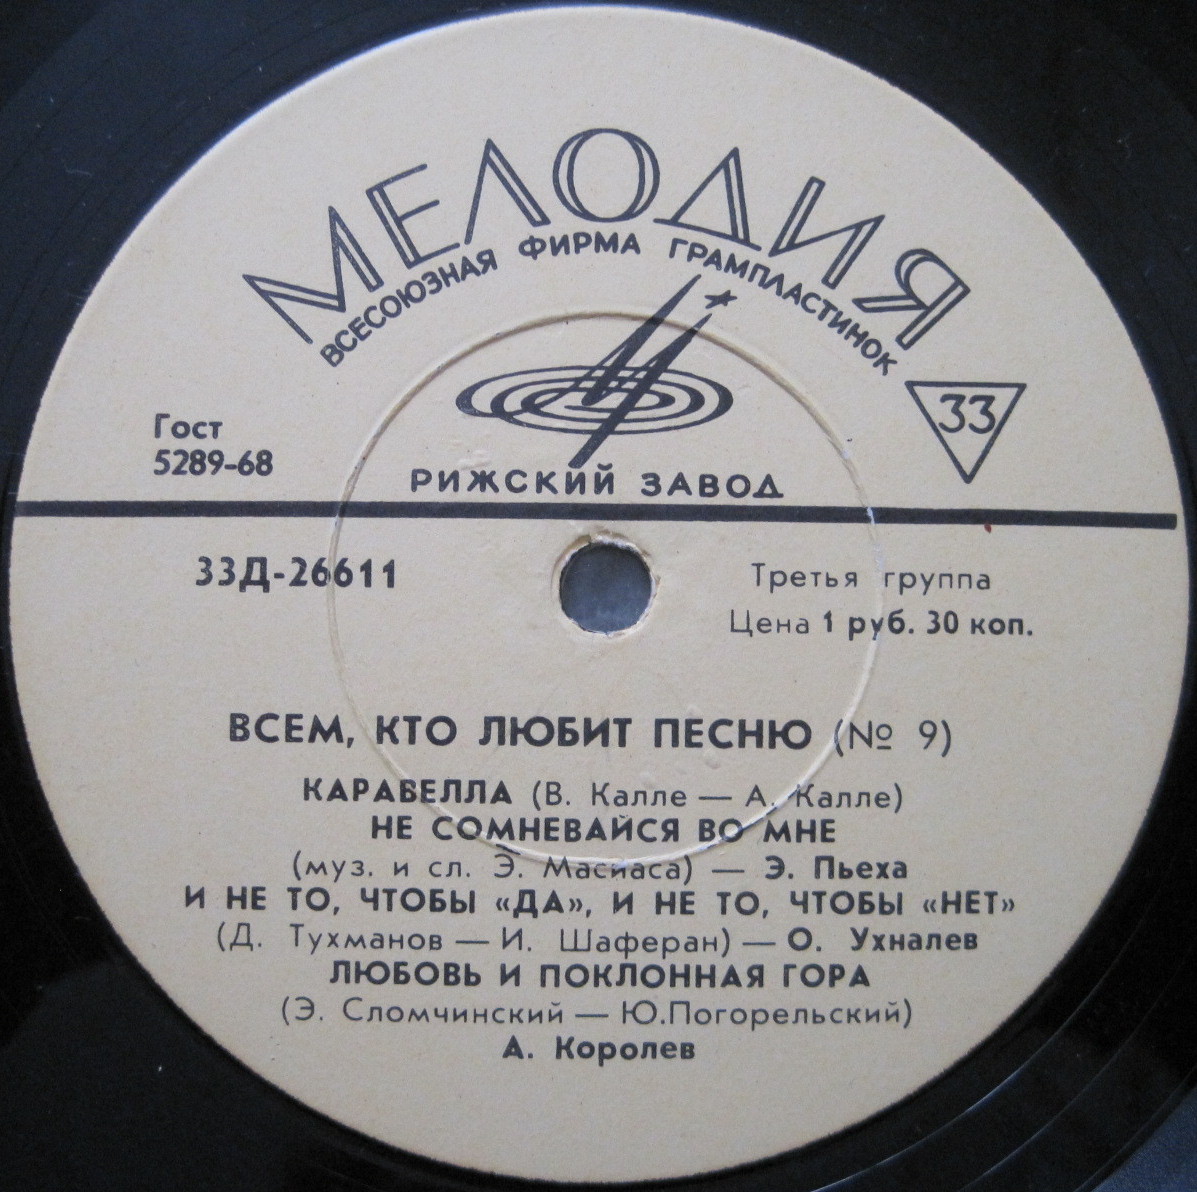 МЕЛОДИЯ
ВСЕСОЮЗНАЯ ФИРМА ГРАМПЛАСТИНОК
33
Гост
5289-68
РИЖСКИЙ ЗАВОД
33Д-26611
Третья группа
Цена 1 руб. 30 коп.
ВСЕМ, КТО ЛЮБИТ ПЕСНЮ (№ 9)
КАРАВЕЛЛА (В. Калле — А. Калле)
НЕ СОМНЕВАЙСЯ ВО МНЕ
(муз. и сл. Э. Масиаса) — Э. Пьеха
И НЕ ТО, ЧТОБЫ «ДА», И НЕ ТО, ЧТОБЫ «НЕТ»
(Д. Тухманов — И. Шаферан) — О. Ухналев
ЛЮБОВЬ И ПОКЛОННАЯ ГОРА
(Э. Сломчинский — Ю.Погорельский)
А. Королев